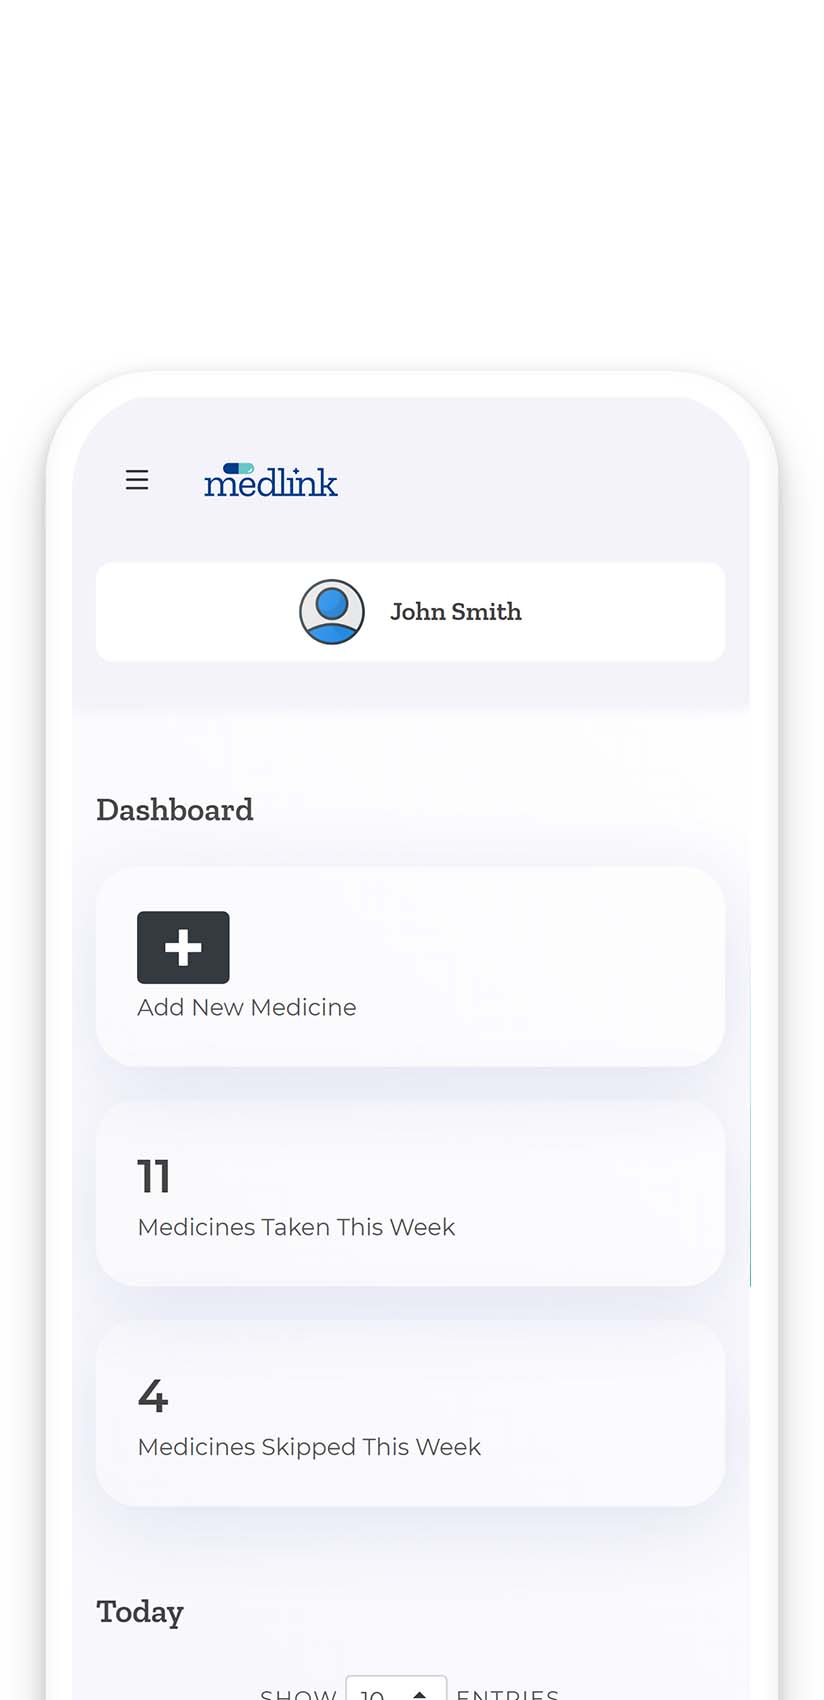 medlink
John Smith
Dashboard
Add New Medicine
11
Medicines Taken This Week
4
Medicines Skipped This Week
Today
SHOW 10 ENTRIES